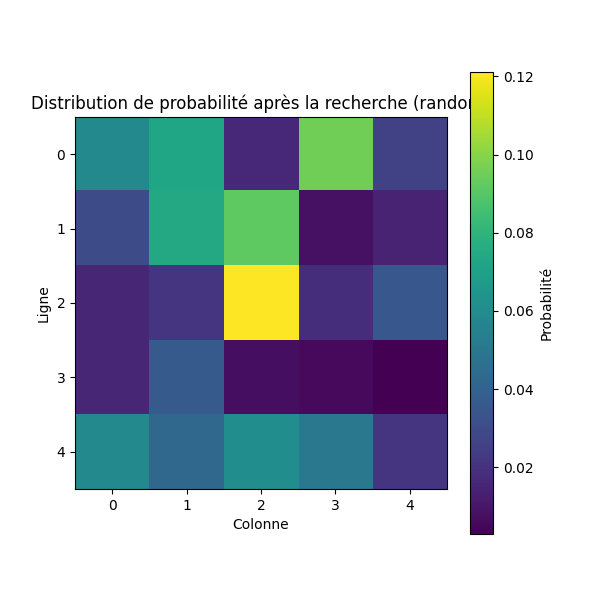 Distribution de probabilité après la recherche (randor
0
1
2
3
4
Ligne
0 1 2 3 4
Colonne
0.12
0.10
0.08
0.06
0.04
0.02
Probabilité